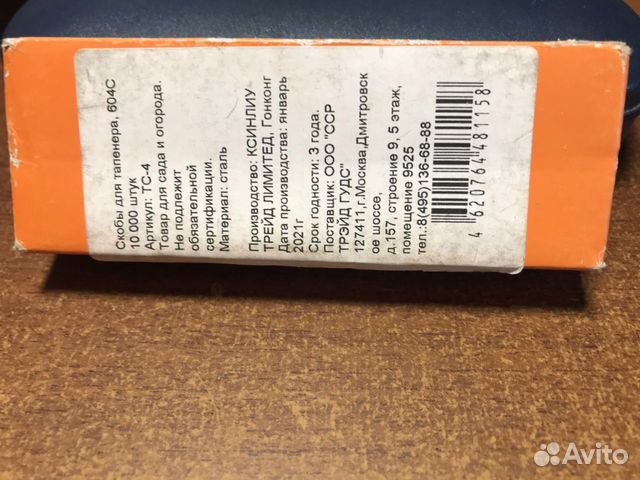 Скобы для тапенера, 604С
10 000 штук
Артикул: ТС-4
Товар для сада и огорода.
Не подлежит
обязательной
сертификации.
Материал: сталь
Производство: КСИНЛИУ
ТРЕЙД ЛИМИТЕД, Гонконг
Дата производства: январь
2021г
Срок годности: 3 года.
Поставщик: ООО "ССР
ТРЭЙД ГУДС"
127411,г.Москва,Дмитровск
ое шоссе,
д.157, строение 9, 5 этаж,
помещение 9525
тел.:8(495)136-68-88
4 620764 481158
Avito